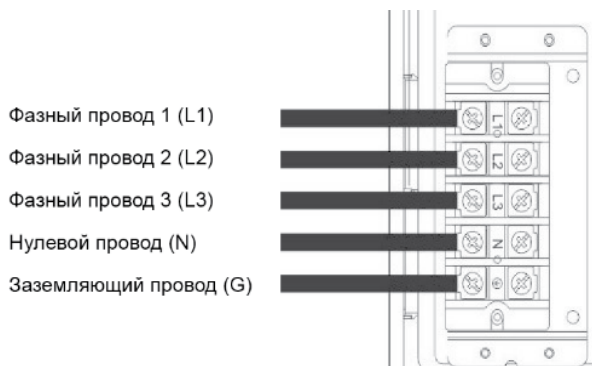 Фазный провод 1 (L1)
Фазный провод 2 (L2)
Фазный провод 3 (L3)
Нулевой провод (N)
Заземляющий провод (G)
L1
L2
L3
N